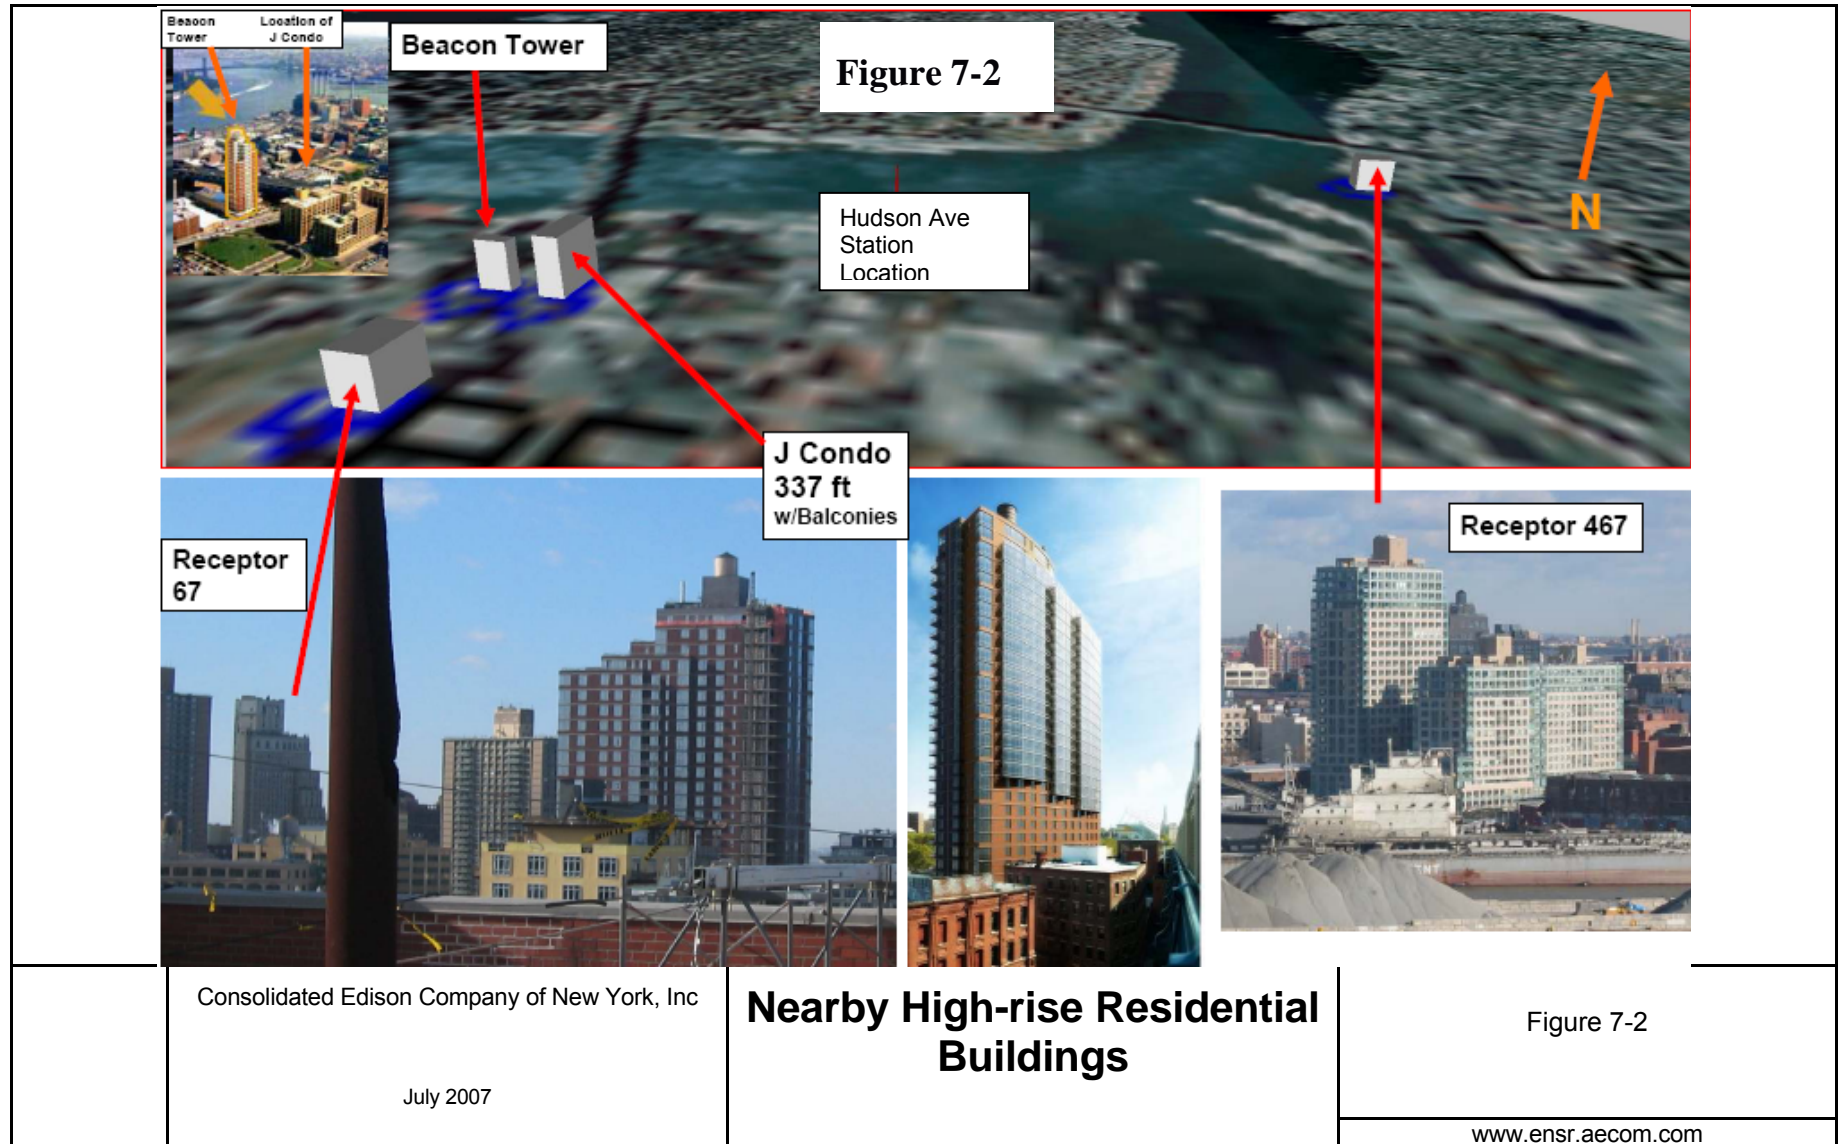 Beacon
Tower
Location of
J Condo
Beacon Tower
Figure 7-2
N
Hudson Ave
Station
Location
J Condo
337 ft
w/Balconies
Receptor
67
Receptor 467
Consolidated Edison Company of New York, Inc
July 2007
Nearby High-rise Residential
Buildings
Figure 7-2
www.ensr.aecom.com